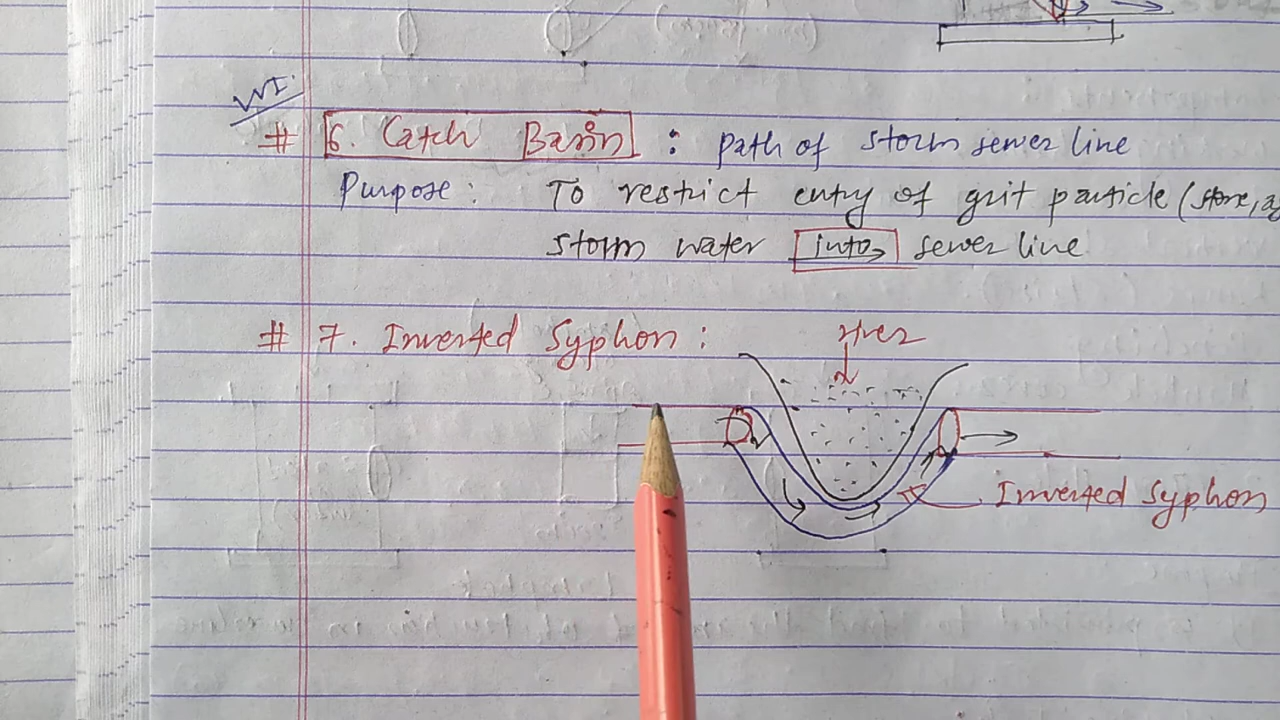 VVI.
# 6. Catch Basin : path of storm sewer line
Purpose : To restrict entry of grit particle (stone,
storm water into sewer line
# 7. Inverted Syphon :
river
Inverted Syphon